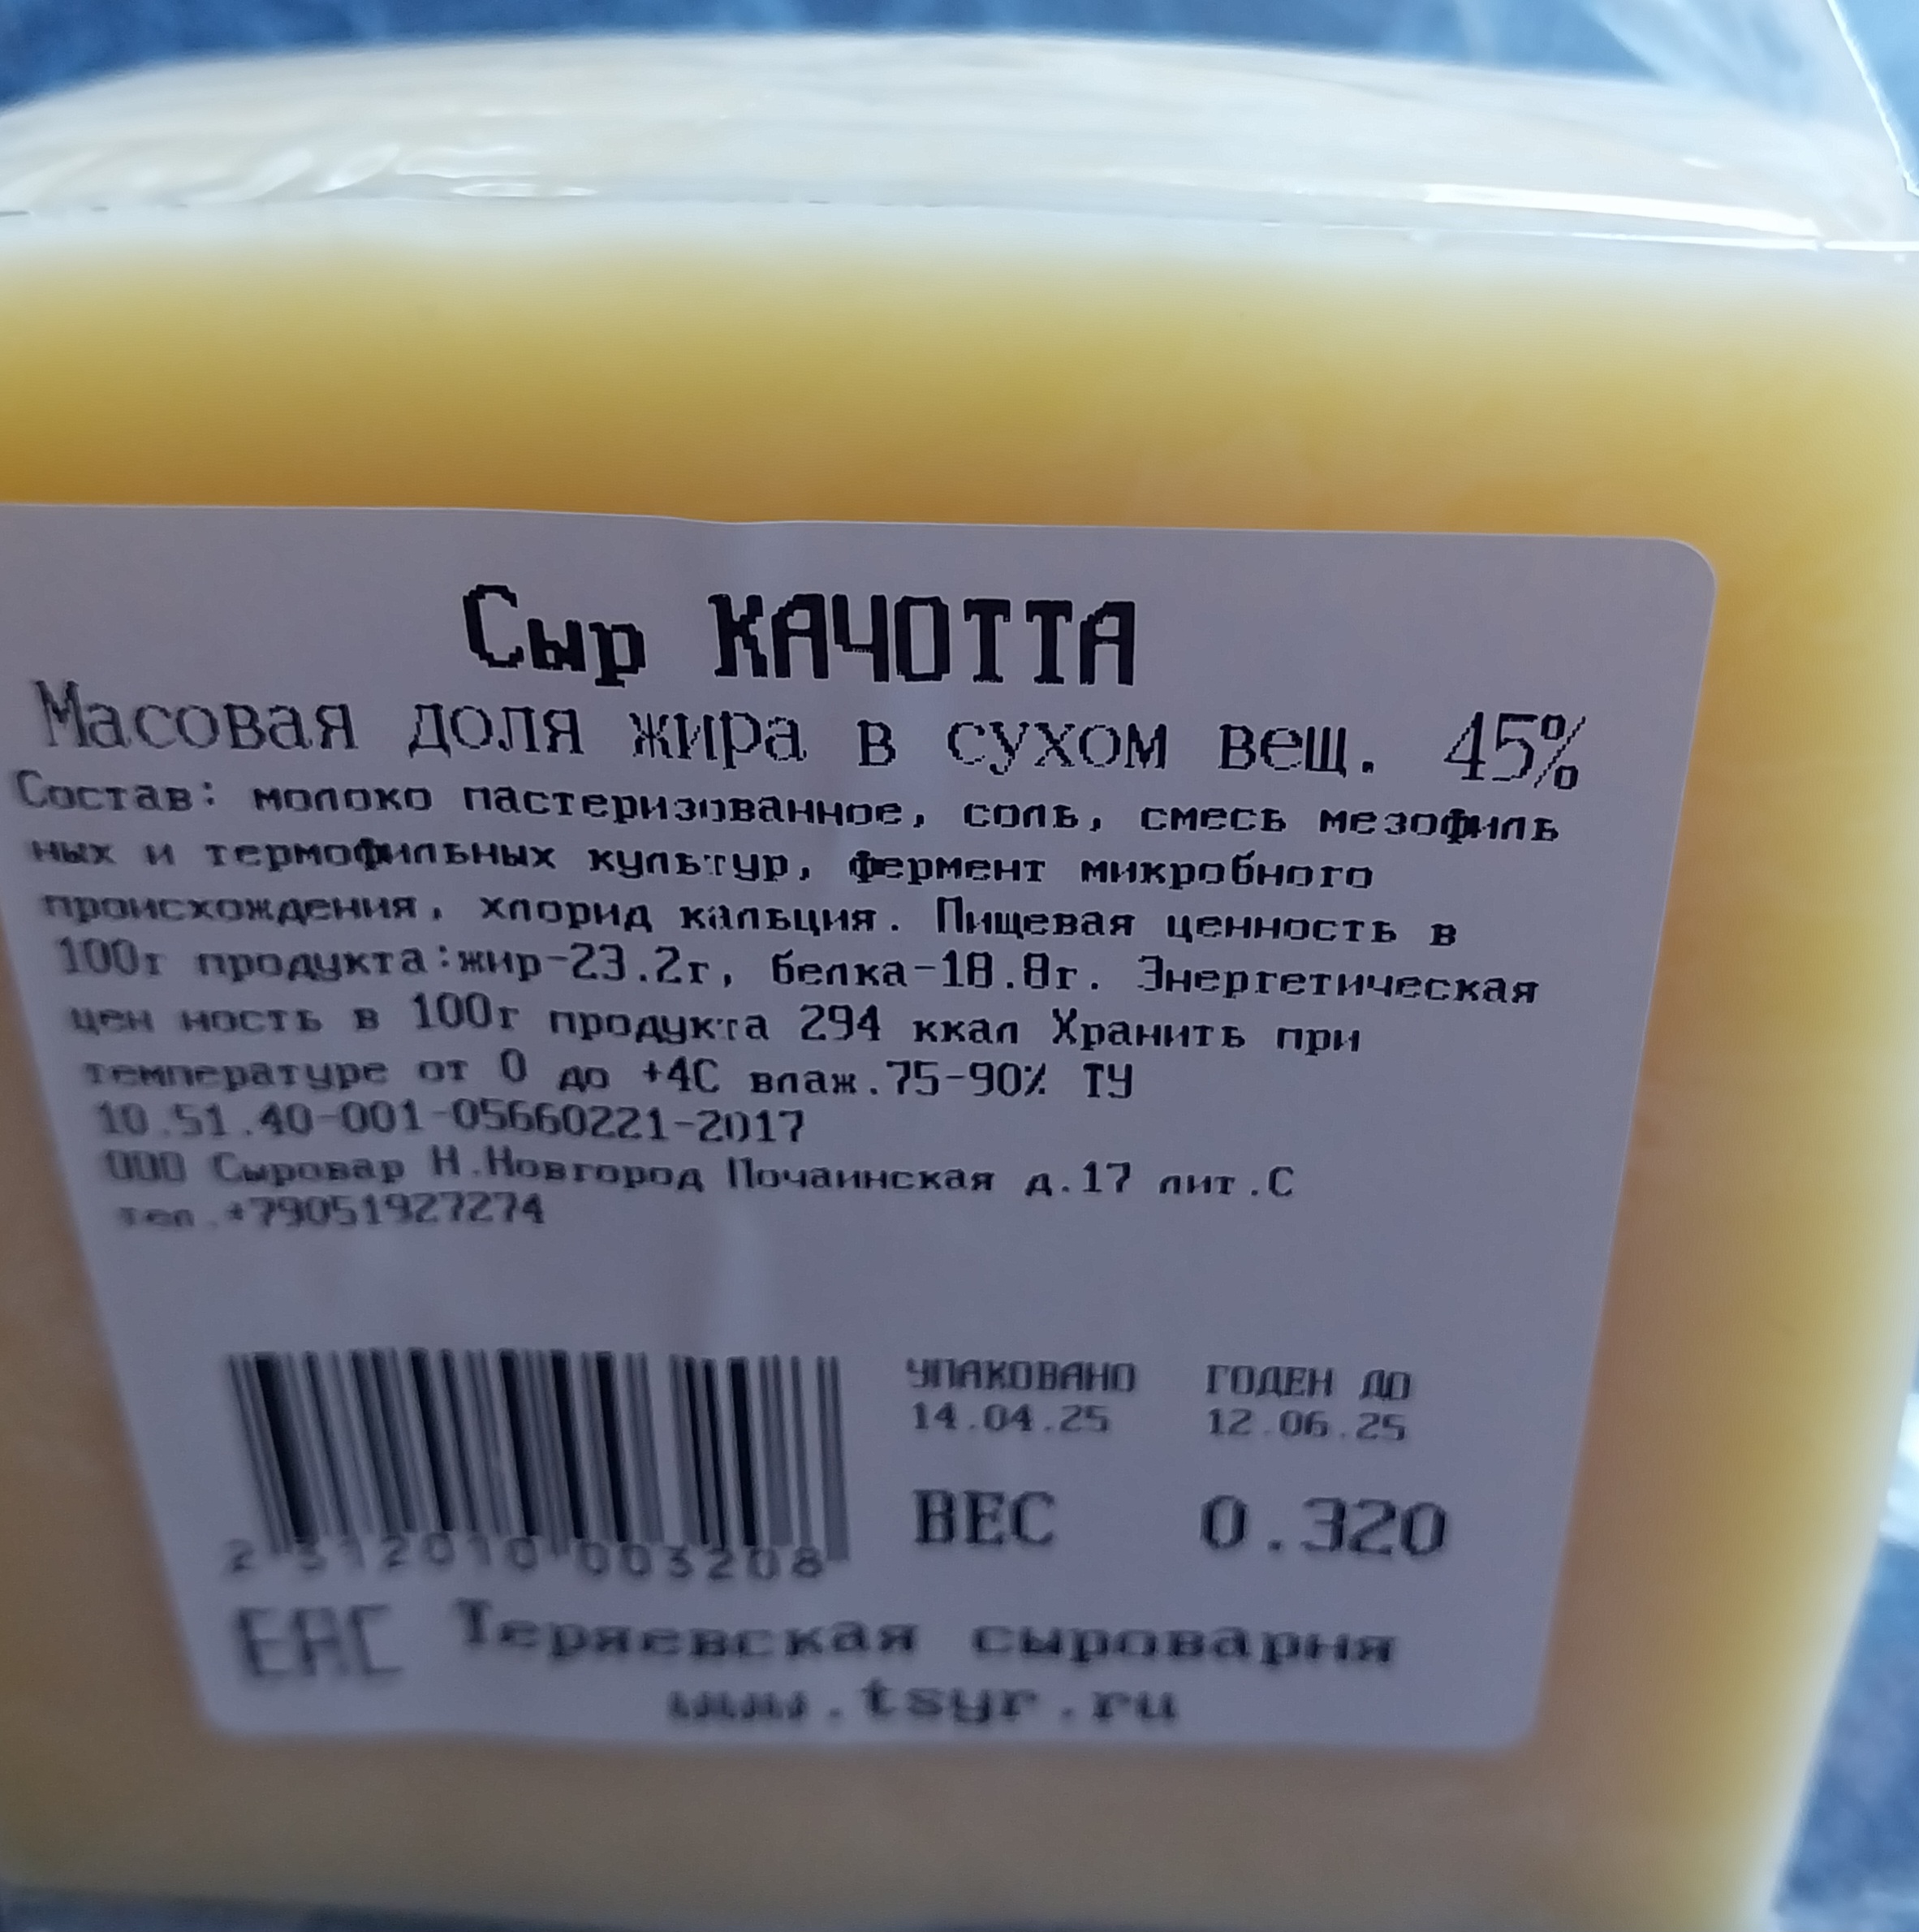 Сыр КАЧОТТА
Масовая доля жира в сухом вещ. 45%
Состав: молоко пастеризованное, соль, смесь мезофиль
ных и термофильных культур, фермент микробного
происхождения, хлорид кальция. Пищевая ценность в
100г продукта:жир-23.2г, белка-18.8г. Энергетическая
цен ность в 100г продукта 294 ккал Хранить при
температуре от 0 до +4С влаж.75-90% ТУ
10.51.40-001-05660221-2017
ООО Сыровар Н.Новгород Почаинская д.17 лит.С
тел.+79051927274
УПАКОВАНО ГОДЕН ДО
14.04.25 12.06.25
ВЕС 0.320
2 312010 003208
ЕАС Теряевская сыроварня
www.tsyr.ru